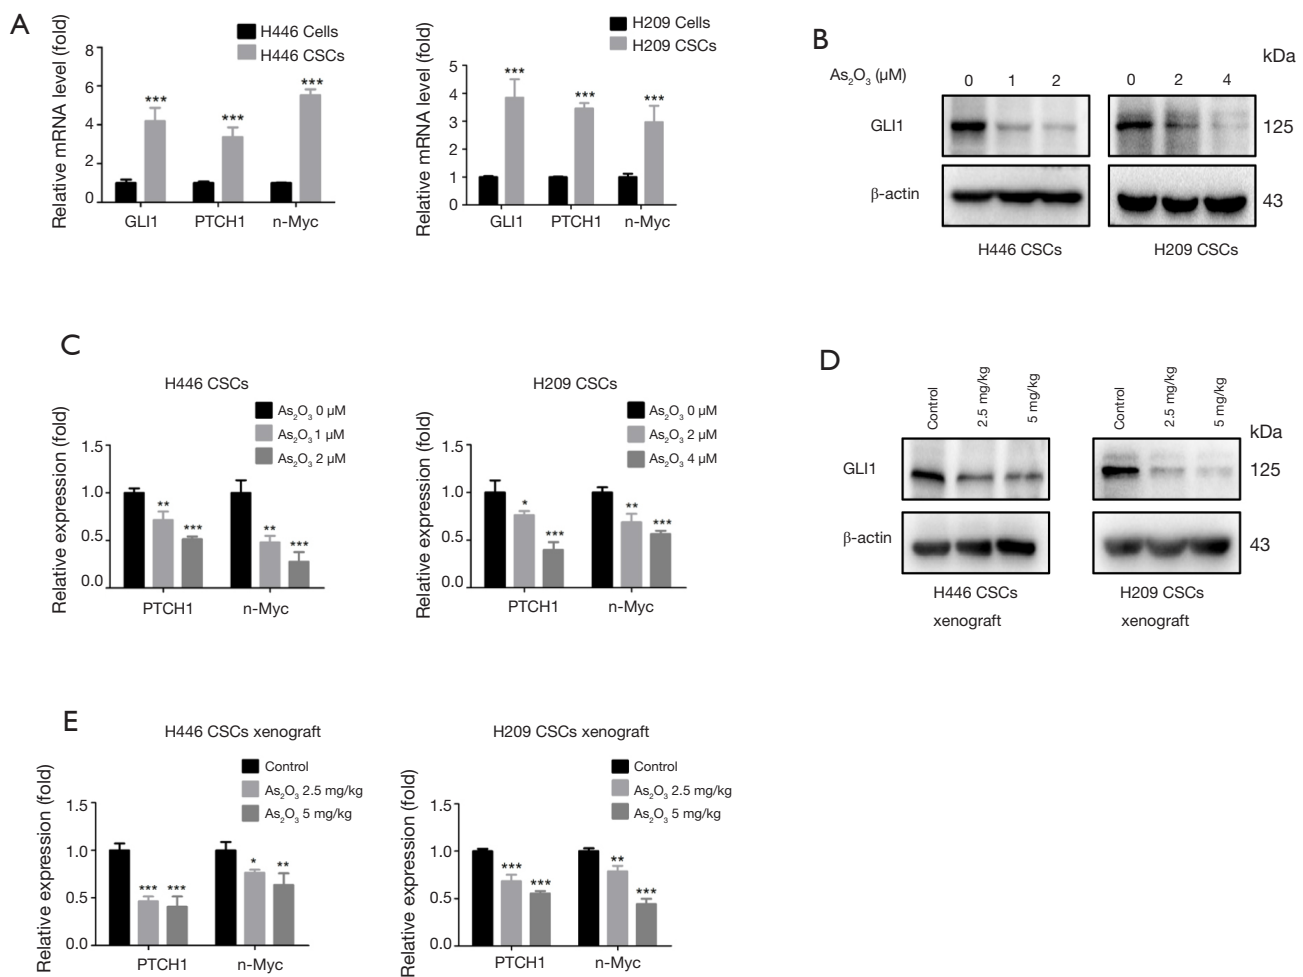 A
Relative mRNA level (fold)
H446 Cells
H446 CSCs
8
6
4
2
0
***
***
***
GLI1 PTCH1 n-Myc
Relative mRNA level (fold)
H209 Cells
H209 CSCs
5
4
3
2
1
0
***
***
***
GLI1 PTCH1 n-Myc
B
kDa
As₂O₃ (µM) 0 1 2 0 2 4
GLI1 125
β-actin 43
H446 CSCs H209 CSCs
C
H446 CSCs
As₂O₃ 0 µM
As₂O₃ 1 µM
As₂O₃ 2 µM
Relative expression (fold)
1.5
1.0
0.5
0.0
** *** ** ***
PTCH1 n-Myc
H209 CSCs
As₂O₃ 0 µM
As₂O₃ 2 µM
As₂O₃ 4 µM
Relative expression (fold)
1.5
1.0
0.5
0.0
* *** ** ***
PTCH1 n-Myc
D
Control 2.5 mg/kg 5 mg/kg Control 2.5 mg/kg 5 mg/kg
kDa
GLI1 125
β-actin 43
H446 CSCs H209 CSCs
xenograft xenograft
E
H446 CSCs xenograft
Control
As₂O₃ 2.5 mg/kg
As₂O₃ 5 mg/kg
Relative expression (fold)
1.5
1.0
0.5
0.0
*** *** * **
PTCH1 n-Myc
H209 CSCs xenograft
Control
As₂O₃ 2.5 mg/kg
As₂O₃ 5 mg/kg
Relative expression (fold)
1.5
1.0
0.5
0.0
*** *** ** ***
PTCH1 n-Myc